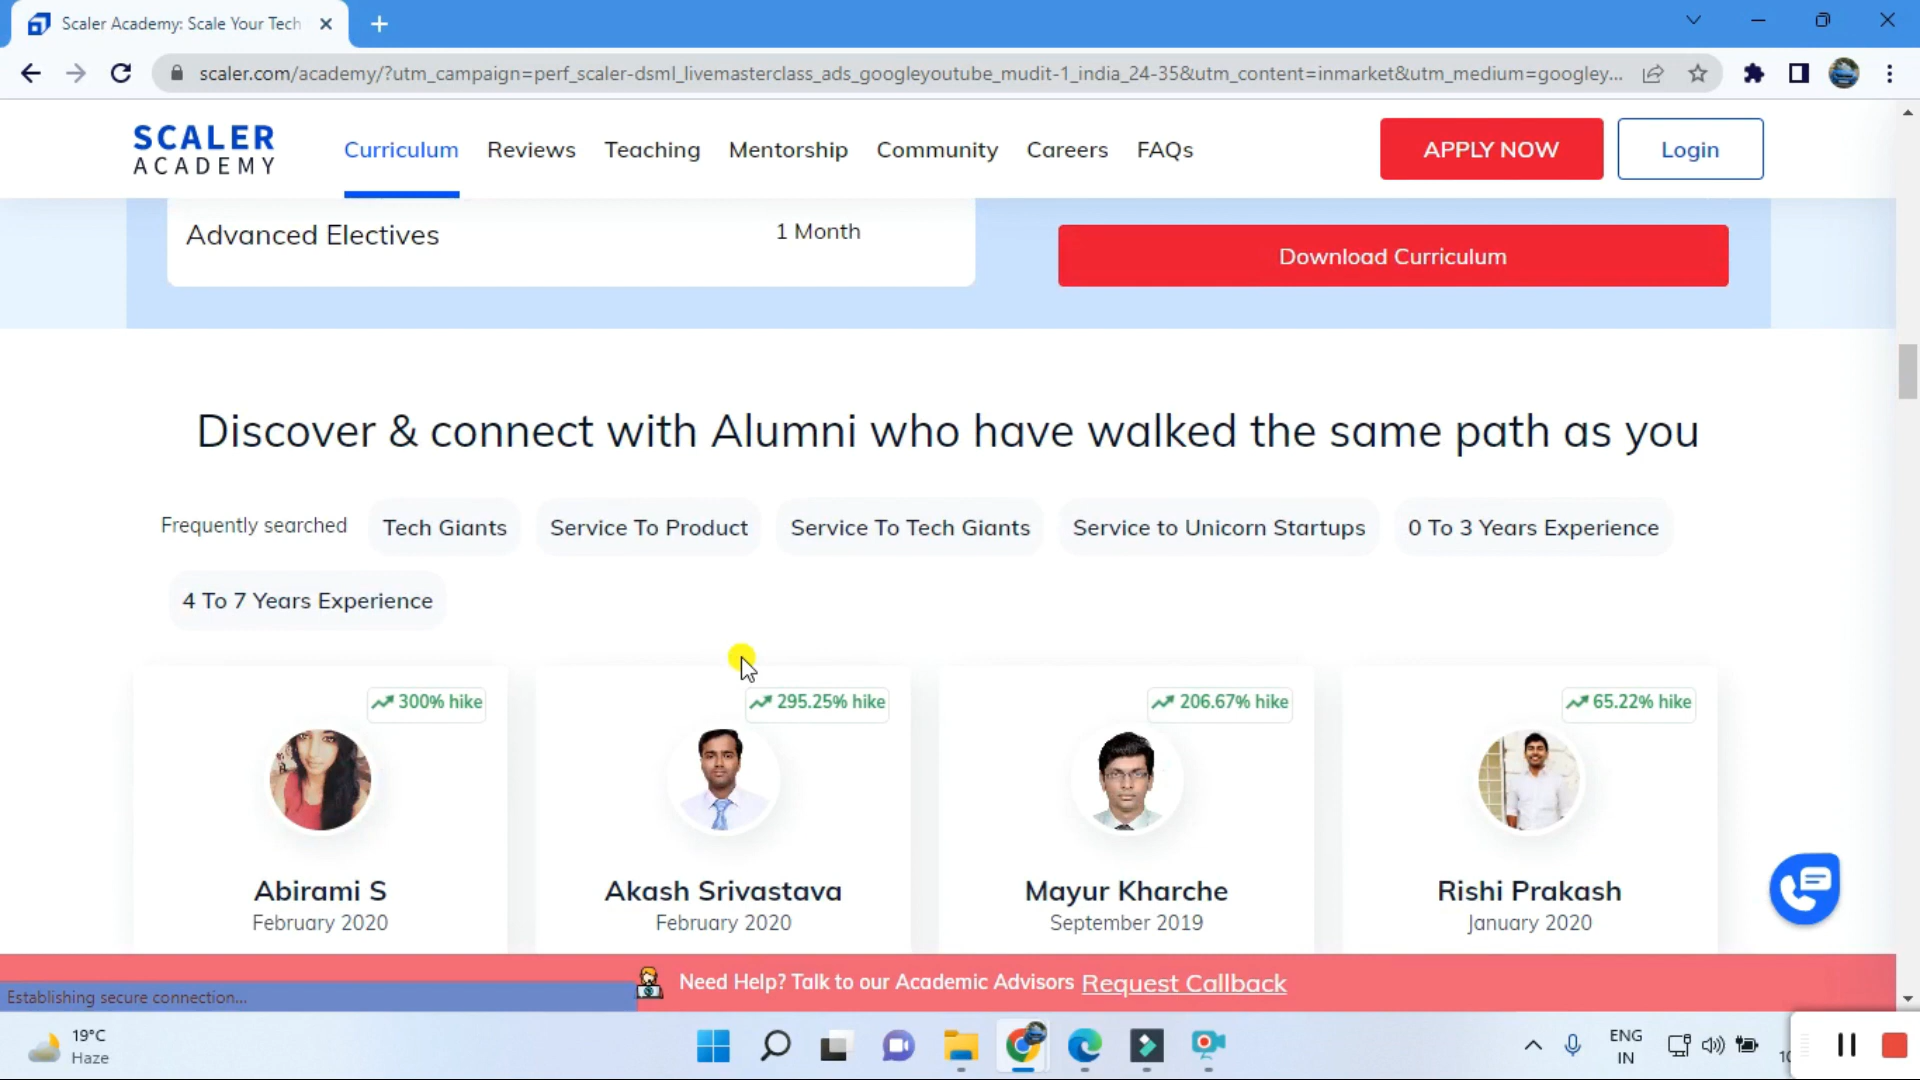 Scaler Academy: Scale Your Tech
scaler.com/academy/?utm_campaign=perf_scaler-dsml_livemasterclass_ads_googleyoutube_mudit-1_india_24-35&utm_content=inmarket&utm_medium=googley...
SCALER
ACADEMY
Curriculum Reviews Teaching Mentorship Community Careers FAQs APPLY NOW Login
Advanced Electives 1 Month
Download Curriculum
Discover & connect with Alumni who have walked the same path as you
Frequently searched Tech Giants Service To Product Service To Tech Giants Service to Unicorn Startups 0 To 3 Years Experience
4 To 7 Years Experience
300% hike 295.25% hike 206.67% hike 65.22% hike
Abirami S Akash Srivastava Mayur Kharche Rishi Prakash
February 2020 February 2020 September 2019 January 2020
Need Help? Talk to our Academic Advisors Request Callback
Establishing secure connection...
19°C
Haze
ENG
IN